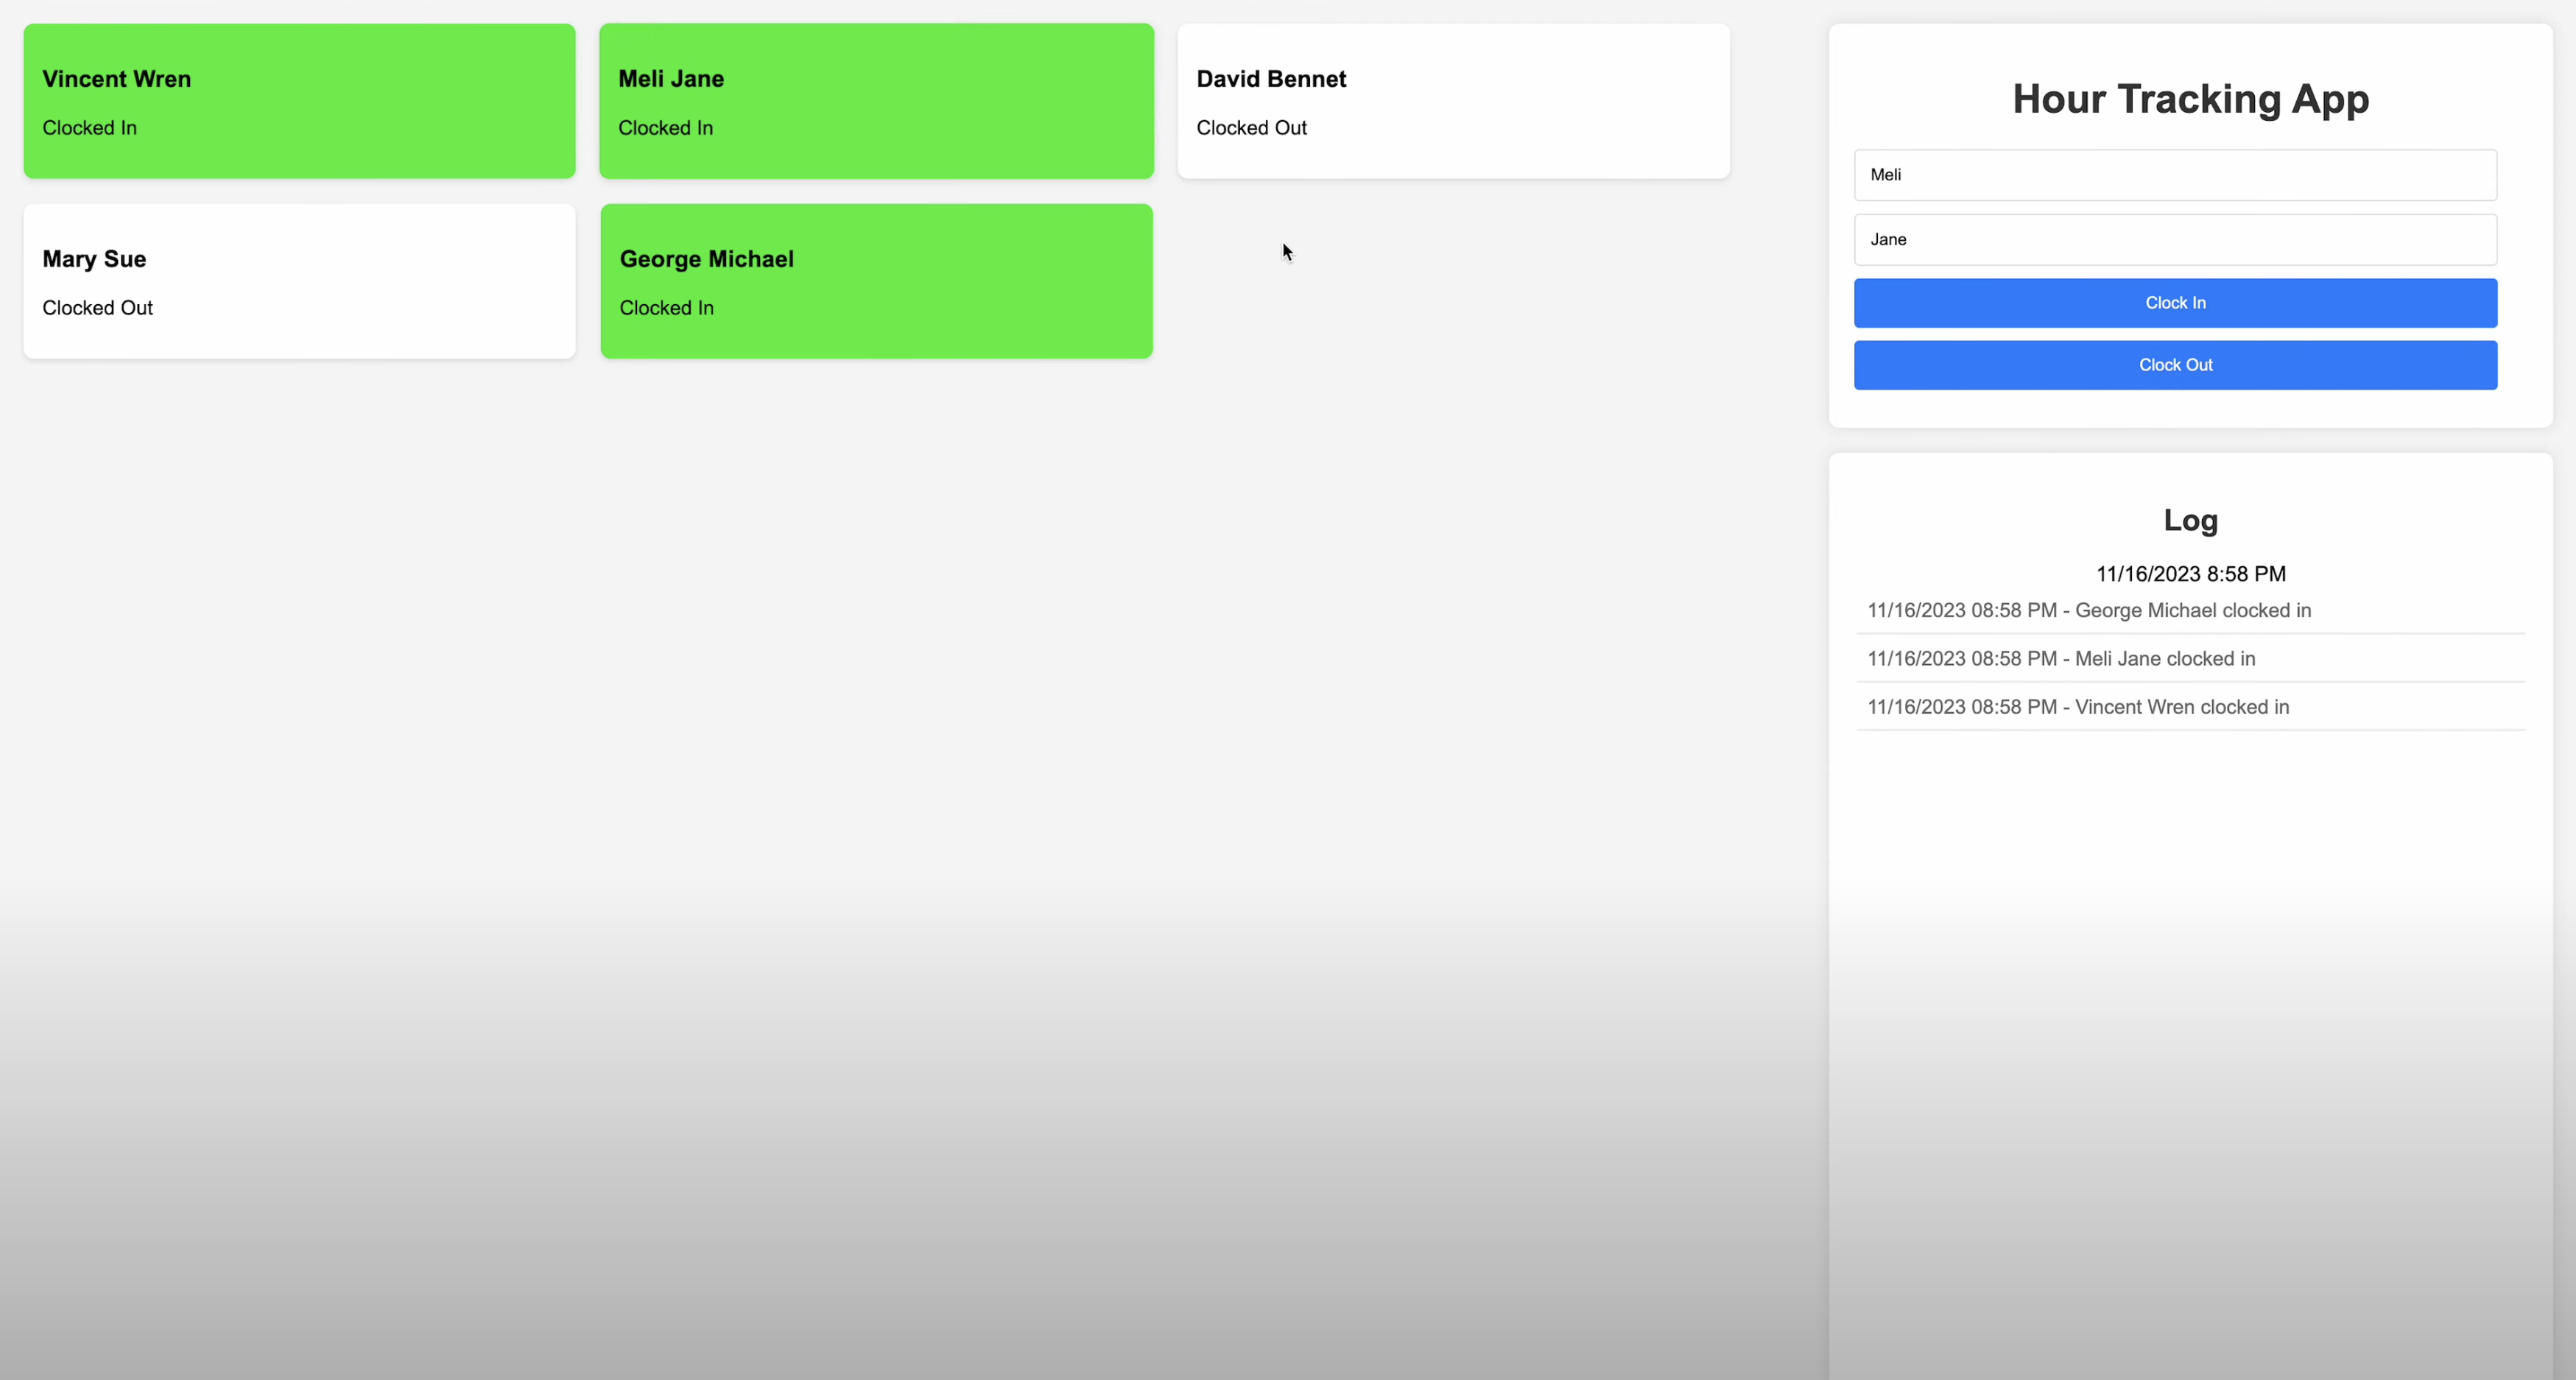 Vincent Wren
Clocked In
Meli Jane
Clocked In
David Bennet
Clocked Out
Mary Sue
Clocked Out
George Michael
Clocked In
Hour Tracking App
Meli
Jane
Clock In
Clock Out
Log
11/16/2023 8:58 PM
11/16/2023 08:58 PM - George Michael clocked in
11/16/2023 08:58 PM - Meli Jane clocked in
11/16/2023 08:58 PM - Vincent Wren clocked in